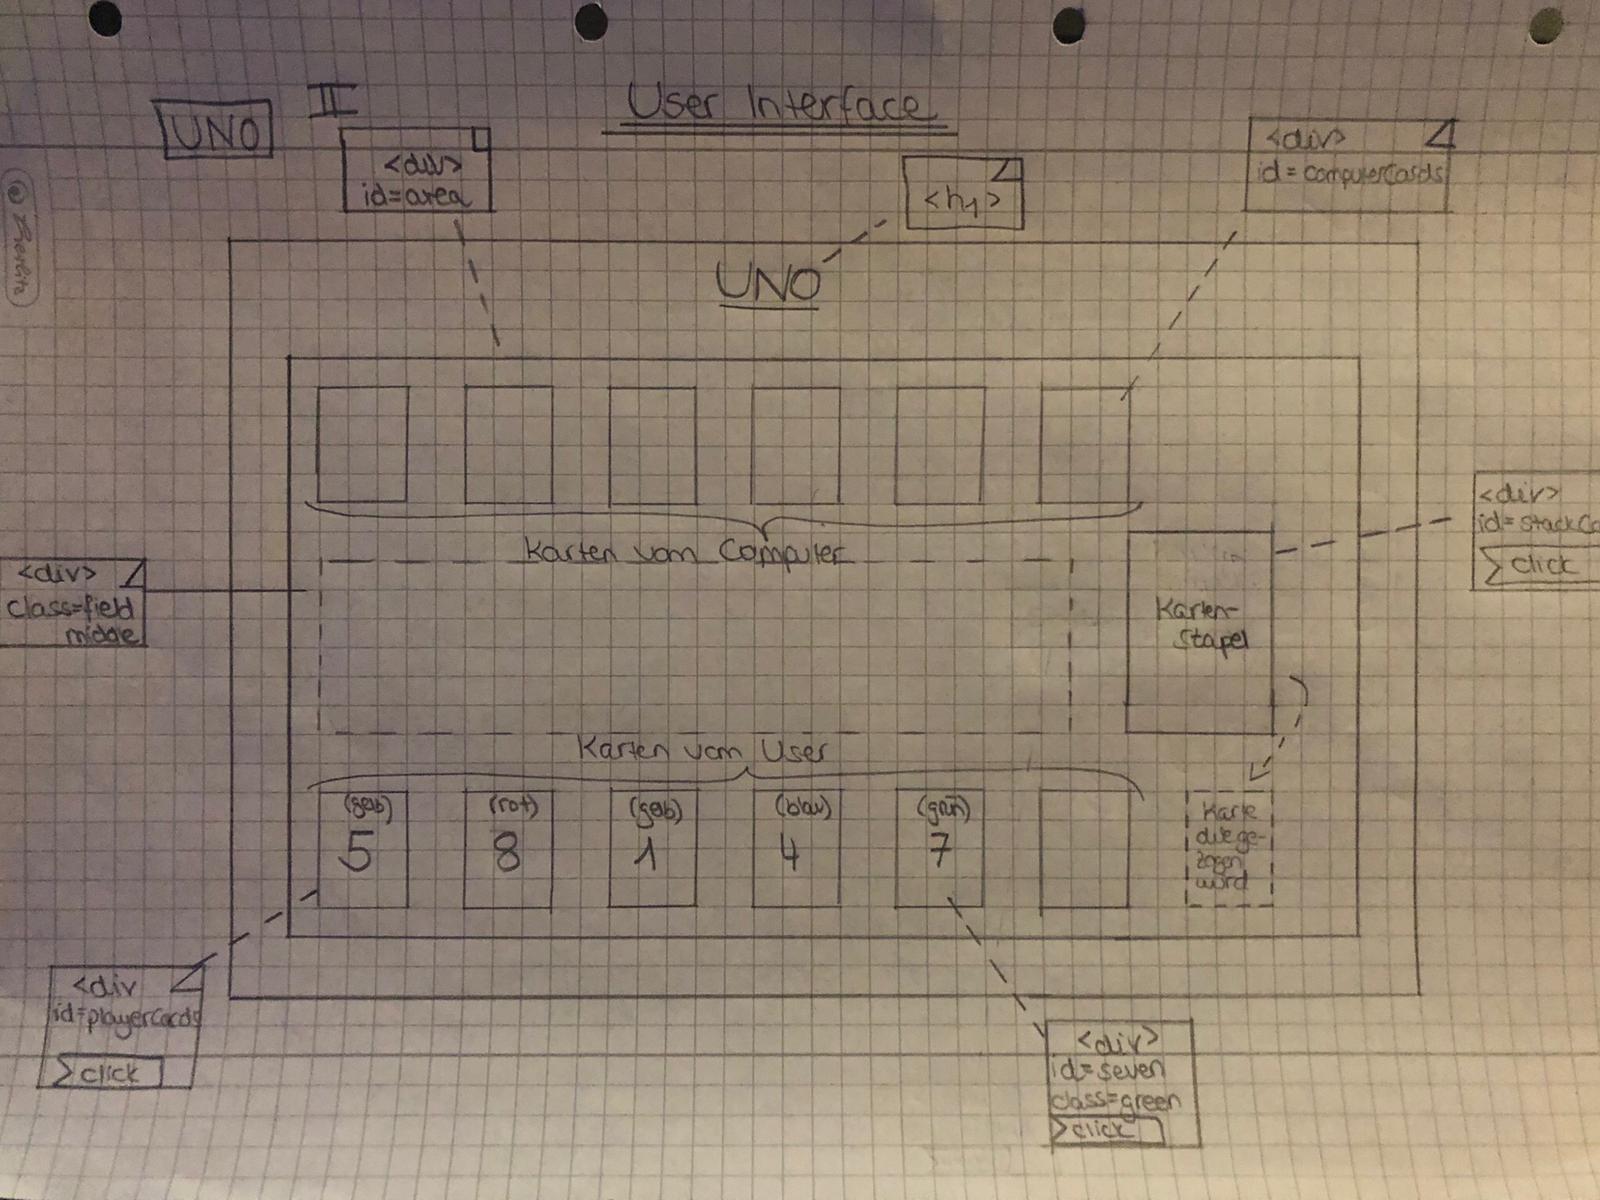 UNO
II
User Interface
<div>
id=area
<h1>
<div>
id=computerCards
UNO
Karten vom Computer
<div>
id=stackCa
click
<div>
class=field
middle
Karten-
Stapel
Karten vom User
(gelb)
5
(rot)
8
(gelb)
1
(blau)
4
(grün)
7
Karte
die ge-
zogen
wird
<div
id=playerCards
click
<div>
id=seven
class=green
click